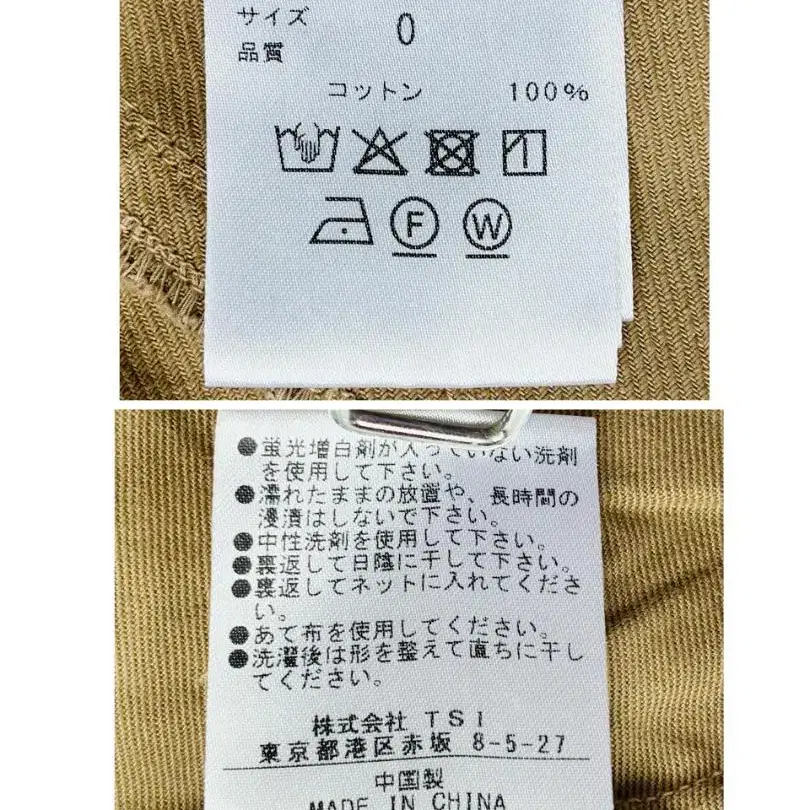 サイズ 0
品質
コットン 100%
F W
●蛍光増白剤が入っていない洗剤
を使用して下さい。
●濡れたままの放置や、長時間の
浸漬はしないで下さい。
●中性洗剤を使用して下さい。
●裏返して日陰に干して下さい。
●裏返してネットに入れてくださ
い。
●あて布を使用してください。
●洗濯後は形を整えて直ちに干し
てください。
株式会社 TSI
東京都港区赤坂 8-5-27
中国製
MADE IN CHINA